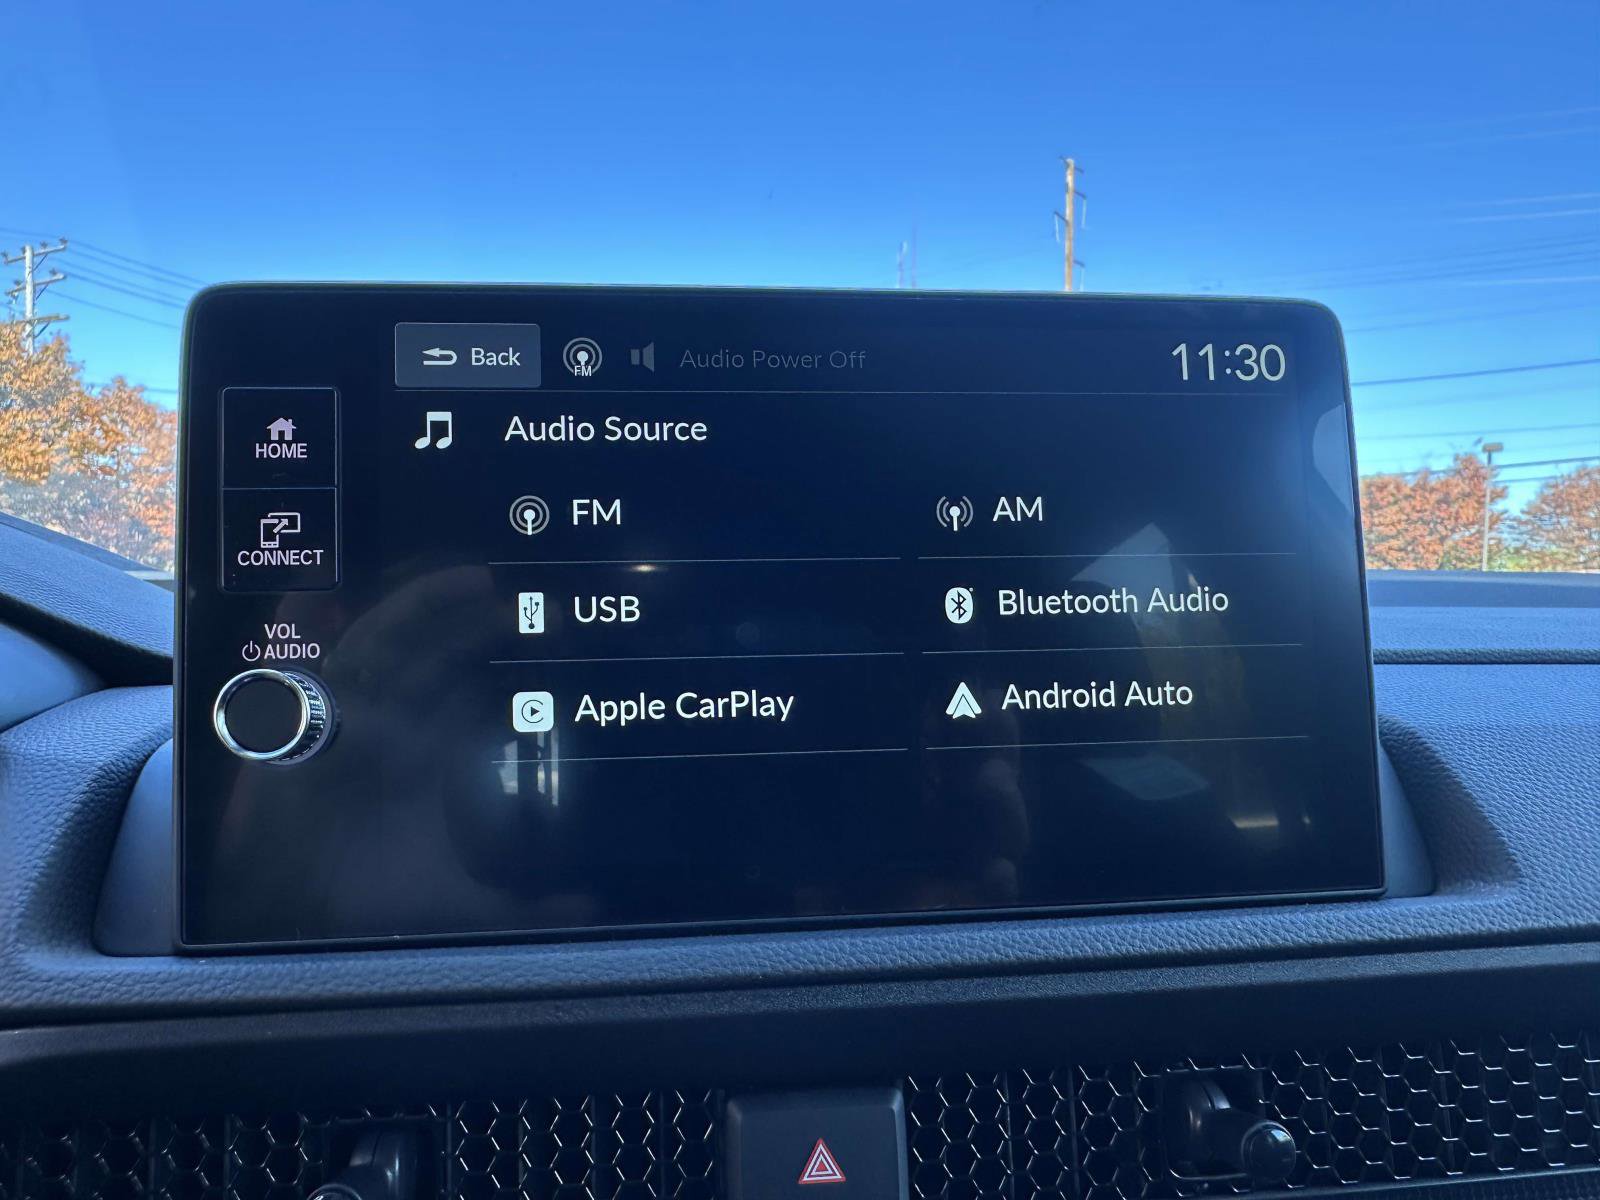 Back
FM
Audio Power Off
11:30
HOME
CONNECT
VOL
AUDIO
Audio Source
FM
AM
USB
Bluetooth Audio
Apple CarPlay
Android Auto